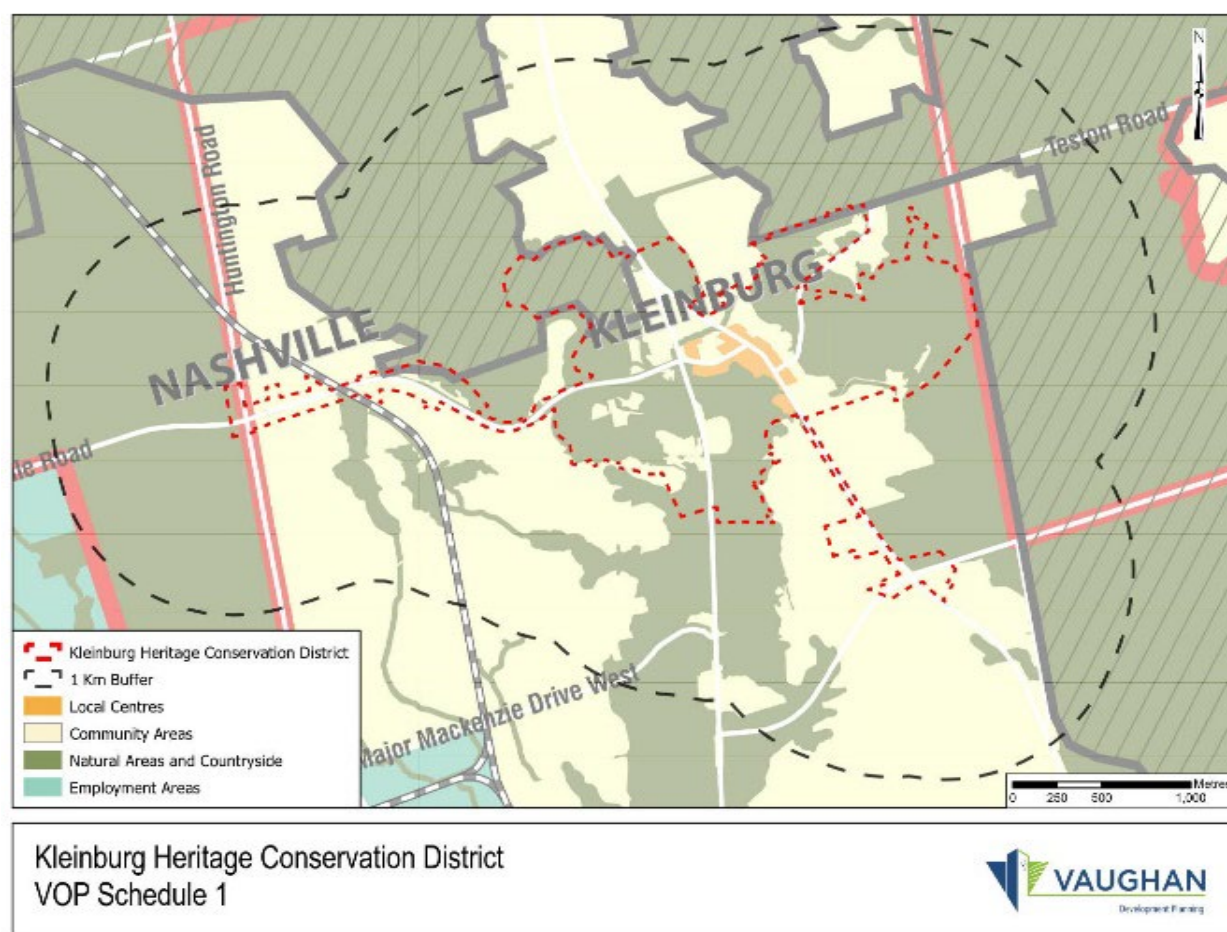 N
Teston Road
Huntington Road
KLEINBURG
NASHVILLE
Road
Major Mackenzie Drive West
Kleinburg Heritage Conservation District
1 Km Buffer
Local Centres
Community Areas
Natural Areas and Countryside
Employment Areas
Metres
0 250 500 1,000
Kleinburg Heritage Conservation District
VOP Schedule 1
VAUGHAN
Development Planning